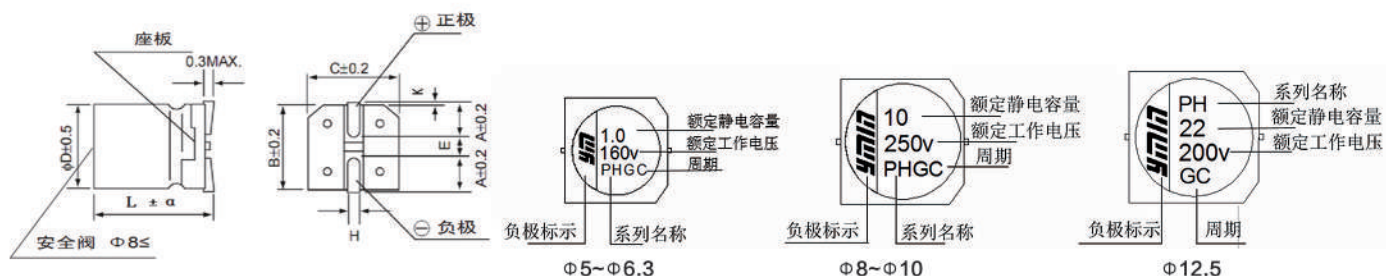 座板
0.3MAX.
ϕD±0.5
L ± α
安全阀 Φ8≤
⊕ 正极
C±0.2
K
B±0.2
A±0.2
E
A±0.2
H
⊖ 负极
YMIN
1.0
160v
PHGC
额定静电容量
额定工作电压
周期
负极标示
系列名称
Φ5~Φ6.3
YMIN
10
250v
PHGC
额定静电容量
额定工作电压
周期
负极标示
系列名称
Φ8~Φ10
YMIN
PH
22
200v
GC
系列名称
额定静电容量
额定工作电压
负极标示
周期
Φ12.5